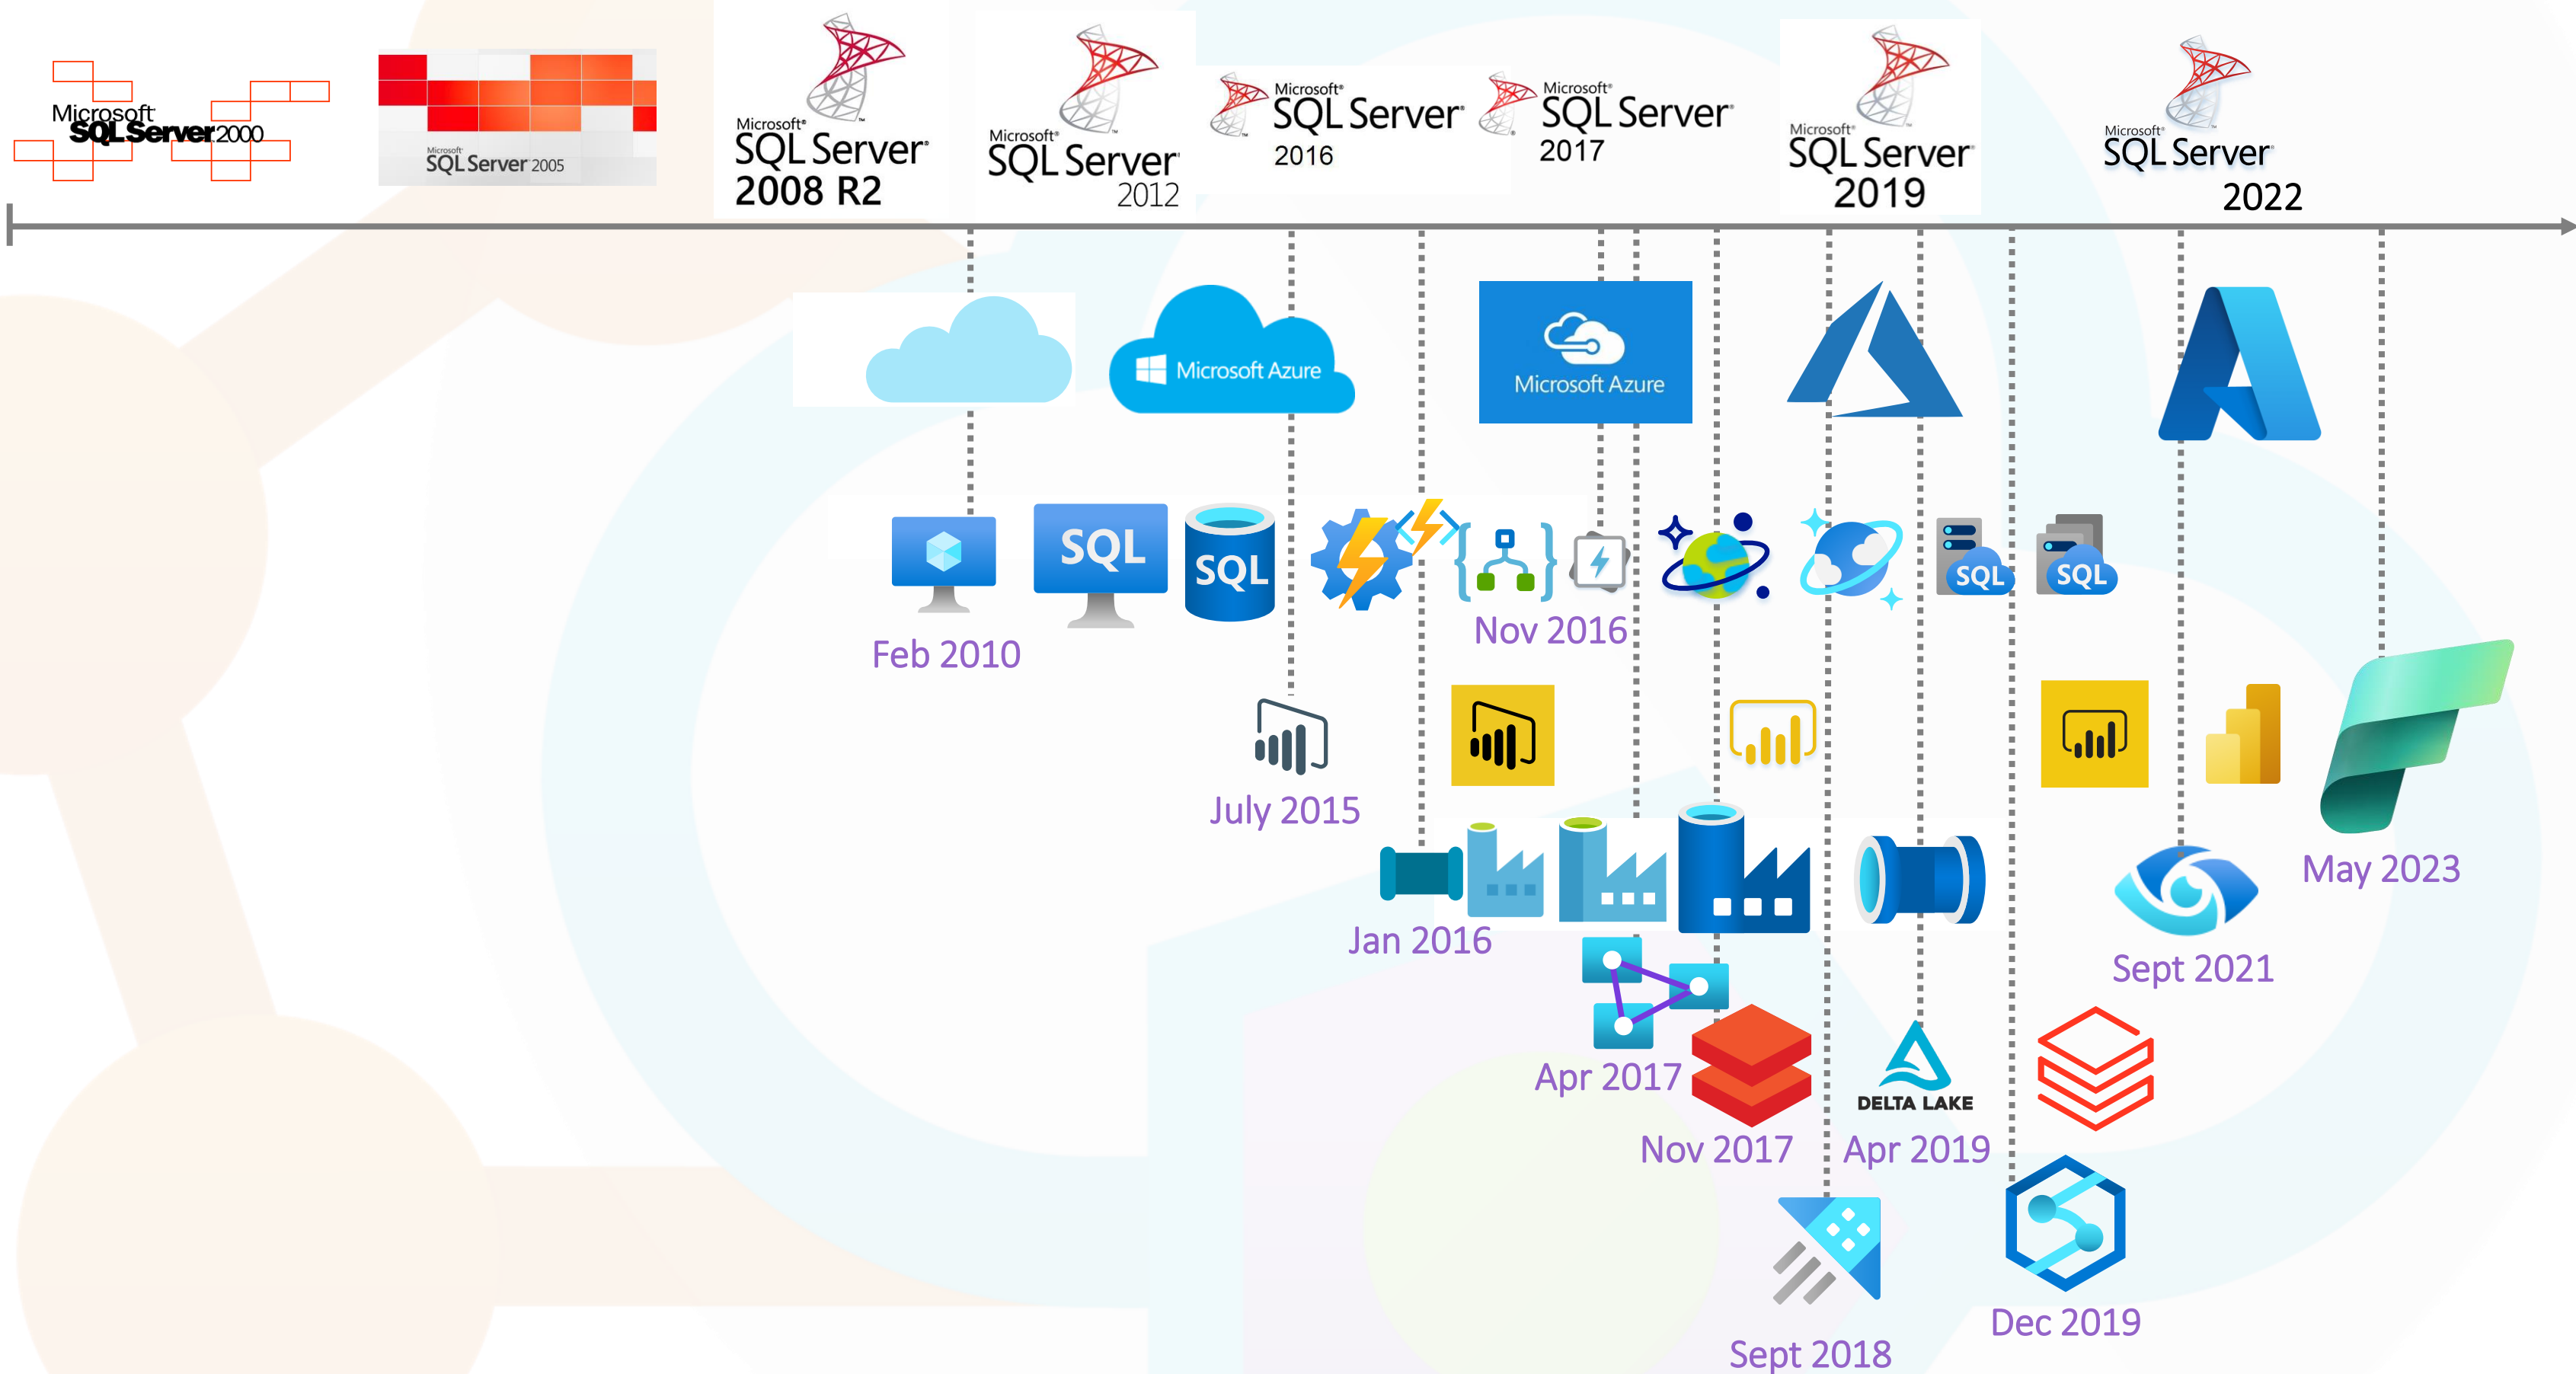 Microsoft
SQL Server 2000
Microsoft
SQL Server 2005
Microsoft®
SQL Server®
2008 R2
Microsoft®
SQL Server®
2012
Microsoft®
SQL Server®
2016
Microsoft®
SQL Server®
2017
Microsoft®
SQL Server®
2019
Microsoft®
SQL Server®
2022
Microsoft Azure
Microsoft Azure
SQL
SQL
SQL
SQL
Feb 2010
Nov 2016
July 2015
May 2023
Jan 2016
Sept 2021
Apr 2017
DELTA LAKE
Nov 2017
Apr 2019
Dec 2019
Sept 2018